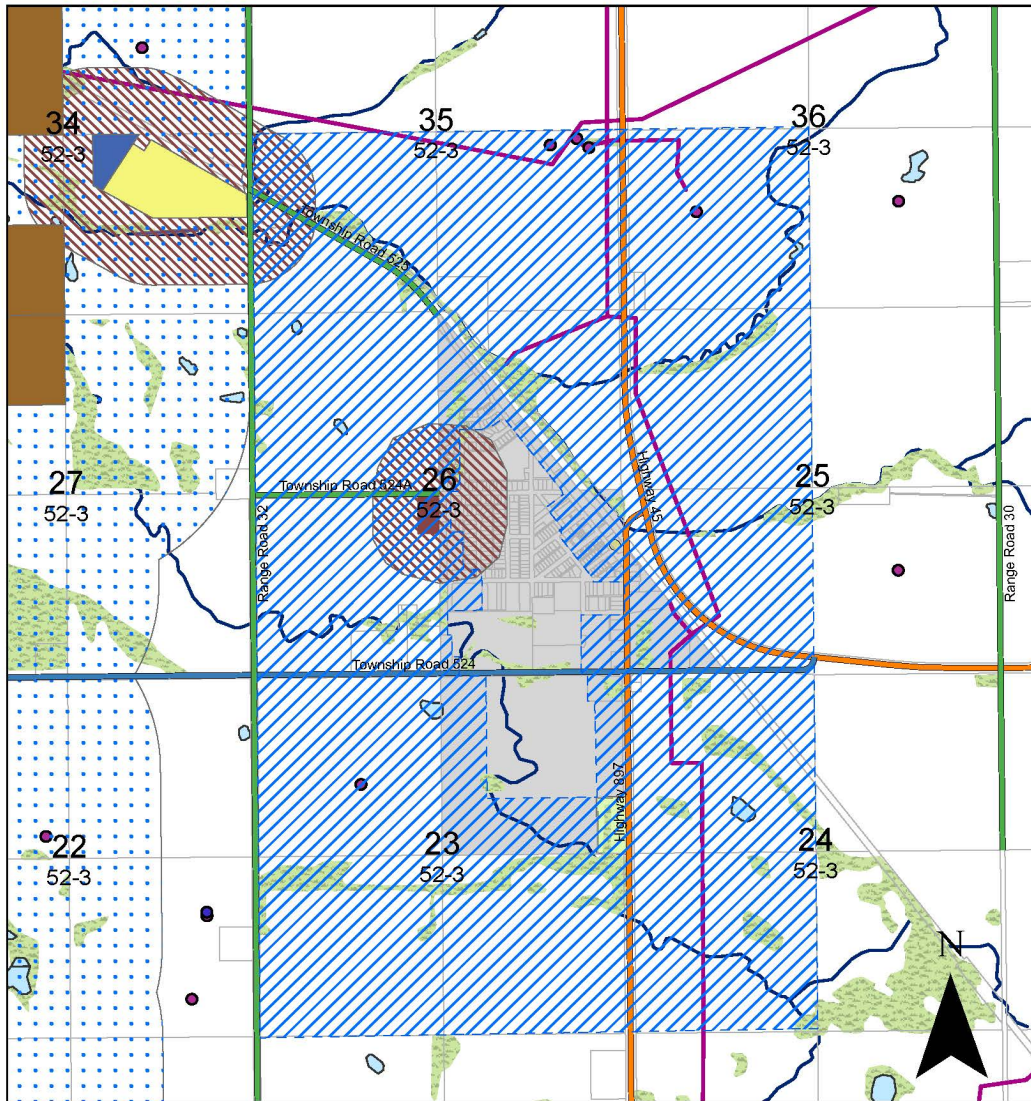 34
52-3
35
52-3
36
52-3
Township Road 525
27
52-3
Township Road 524A
26
52-3
25
52-3
Highway 45
Range Road 32
Range Road 30
Township Road 524
22
52-3
23
52-3
Highway 897
24
52-3
N